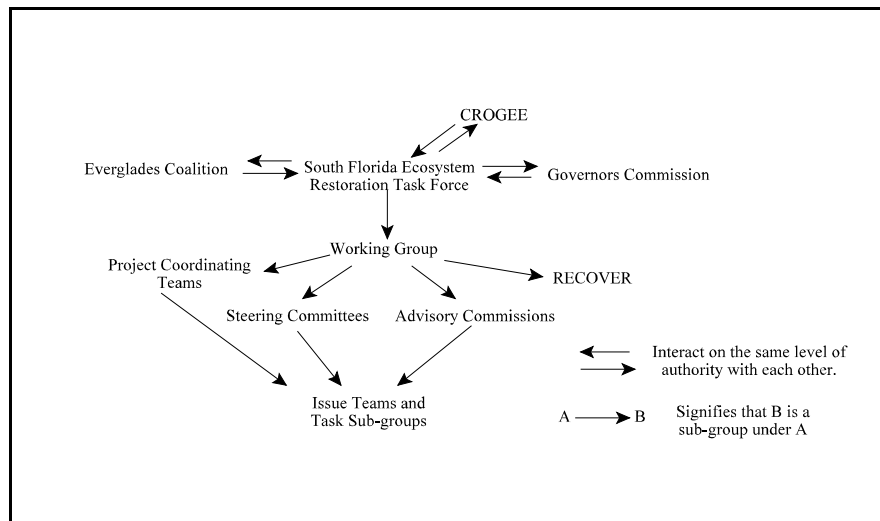 CROGEE
Everglades Coalition
South Florida Ecosystem
Restoration Task Force
Governors Commission
Working Group
Project Coordinating
Teams
RECOVER
Steering Committees
Advisory Commissions
Interact on the same level of
authority with each other.
Issue Teams and
Task Sub-groups
A
B
Signifies that B is a
sub-group under A